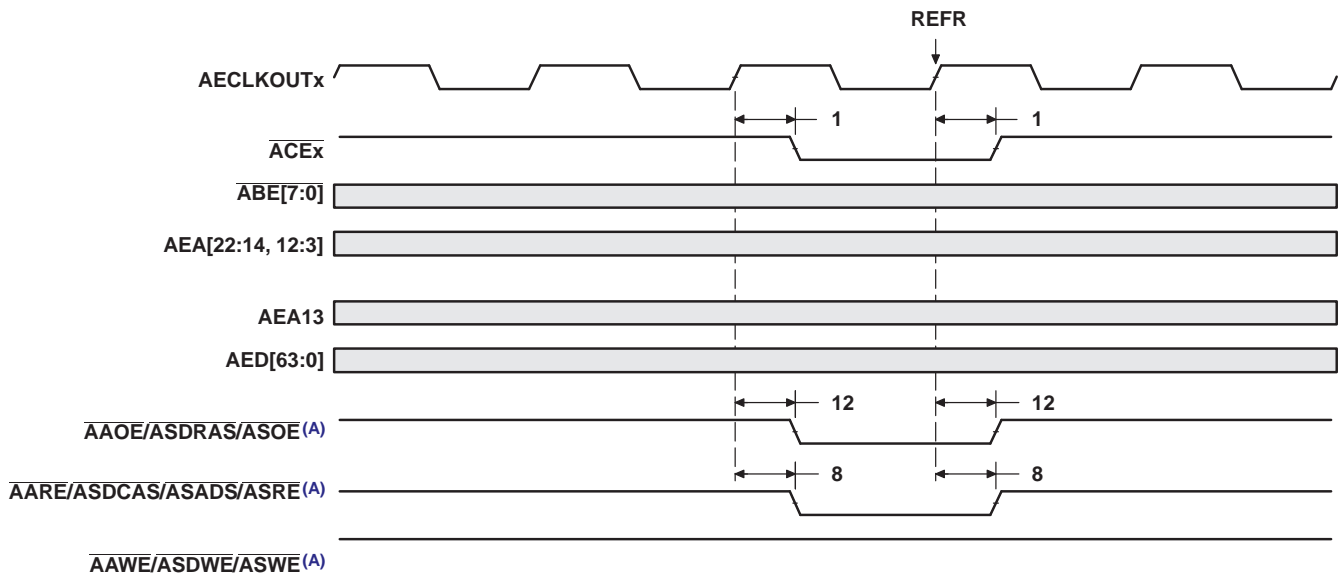 REFR
AECLKOUTx
1 1
ACEx
ABE[7:0]
AEA[22:14, 12:3]
AEA13
AED[63:0]
12 12
AAOE/ASDRAS/ASOE(A)
8 8
AARE/ASDCAS/ASADS/ASRE(A)
AAWE/ASDWE/ASWE(A)